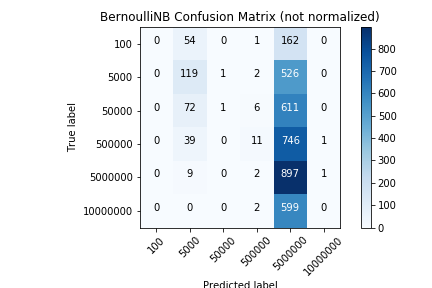 BernoulliNB Confusion Matrix (not normalized)
100 0 54 0 1 162 0
5000 0 119 1 2 526 0
50000 0 72 1 6 611 0
500000 0 39 0 11 746 1
5000000 0 9 0 2 897 1
10000000 0 0 0 2 599 0
True label
100 5000 50000 500000 5000000 10000000
Predicted label
800
700
600
500
400
300
200
100
0